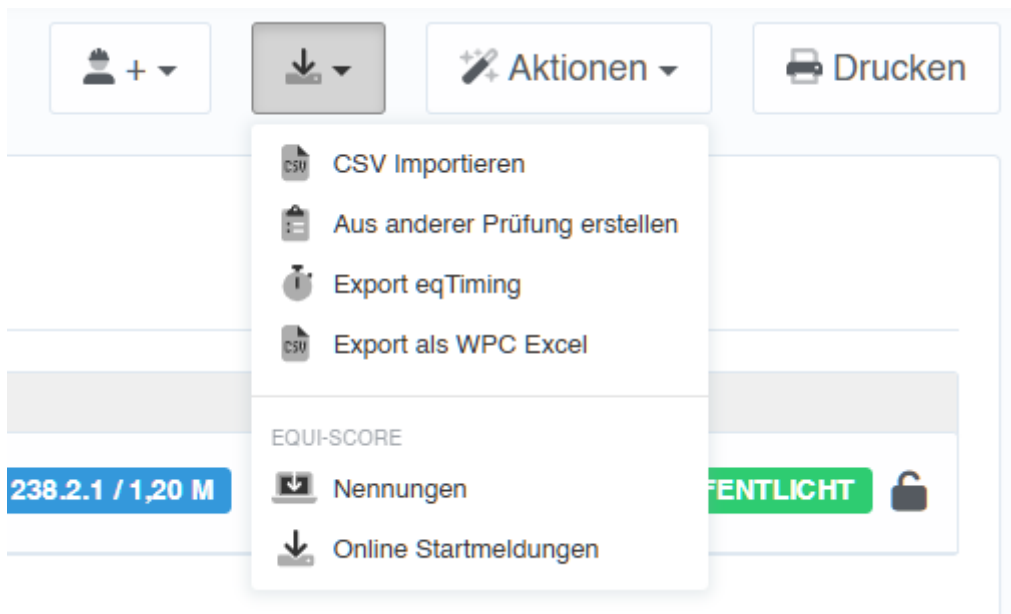 +
Aktionen
Drucken
CSV Importieren
Aus anderer Prüfung erstellen
Export eqTiming
Export als WPC Excel
EQUI-SCORE
238.2.1 / 1,20 M
Nennungen
FENTLICHT
Online Startmeldungen